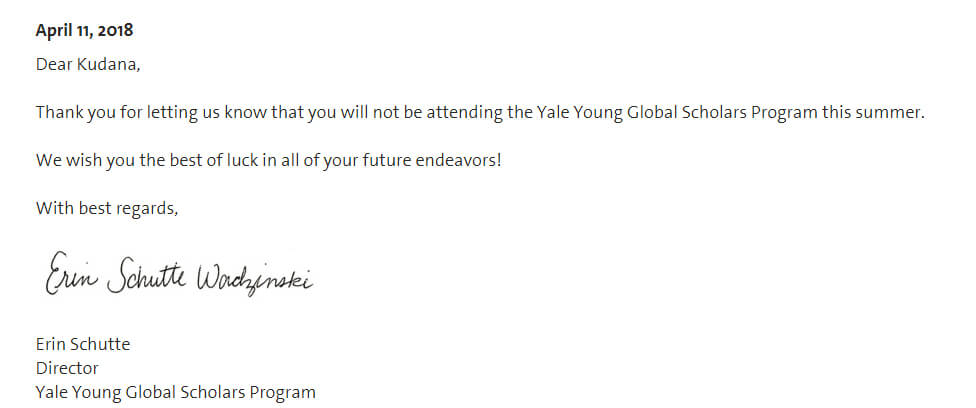 April 11, 2018
Dear Kudana,
Thank you for letting us know that you will not be attending the Yale Young Global Scholars Program this summer.
We wish you the best of luck in all of your future endeavors!
With best regards,
Erin Schutte Wadzinski
Erin Schutte
Director
Yale Young Global Scholars Program